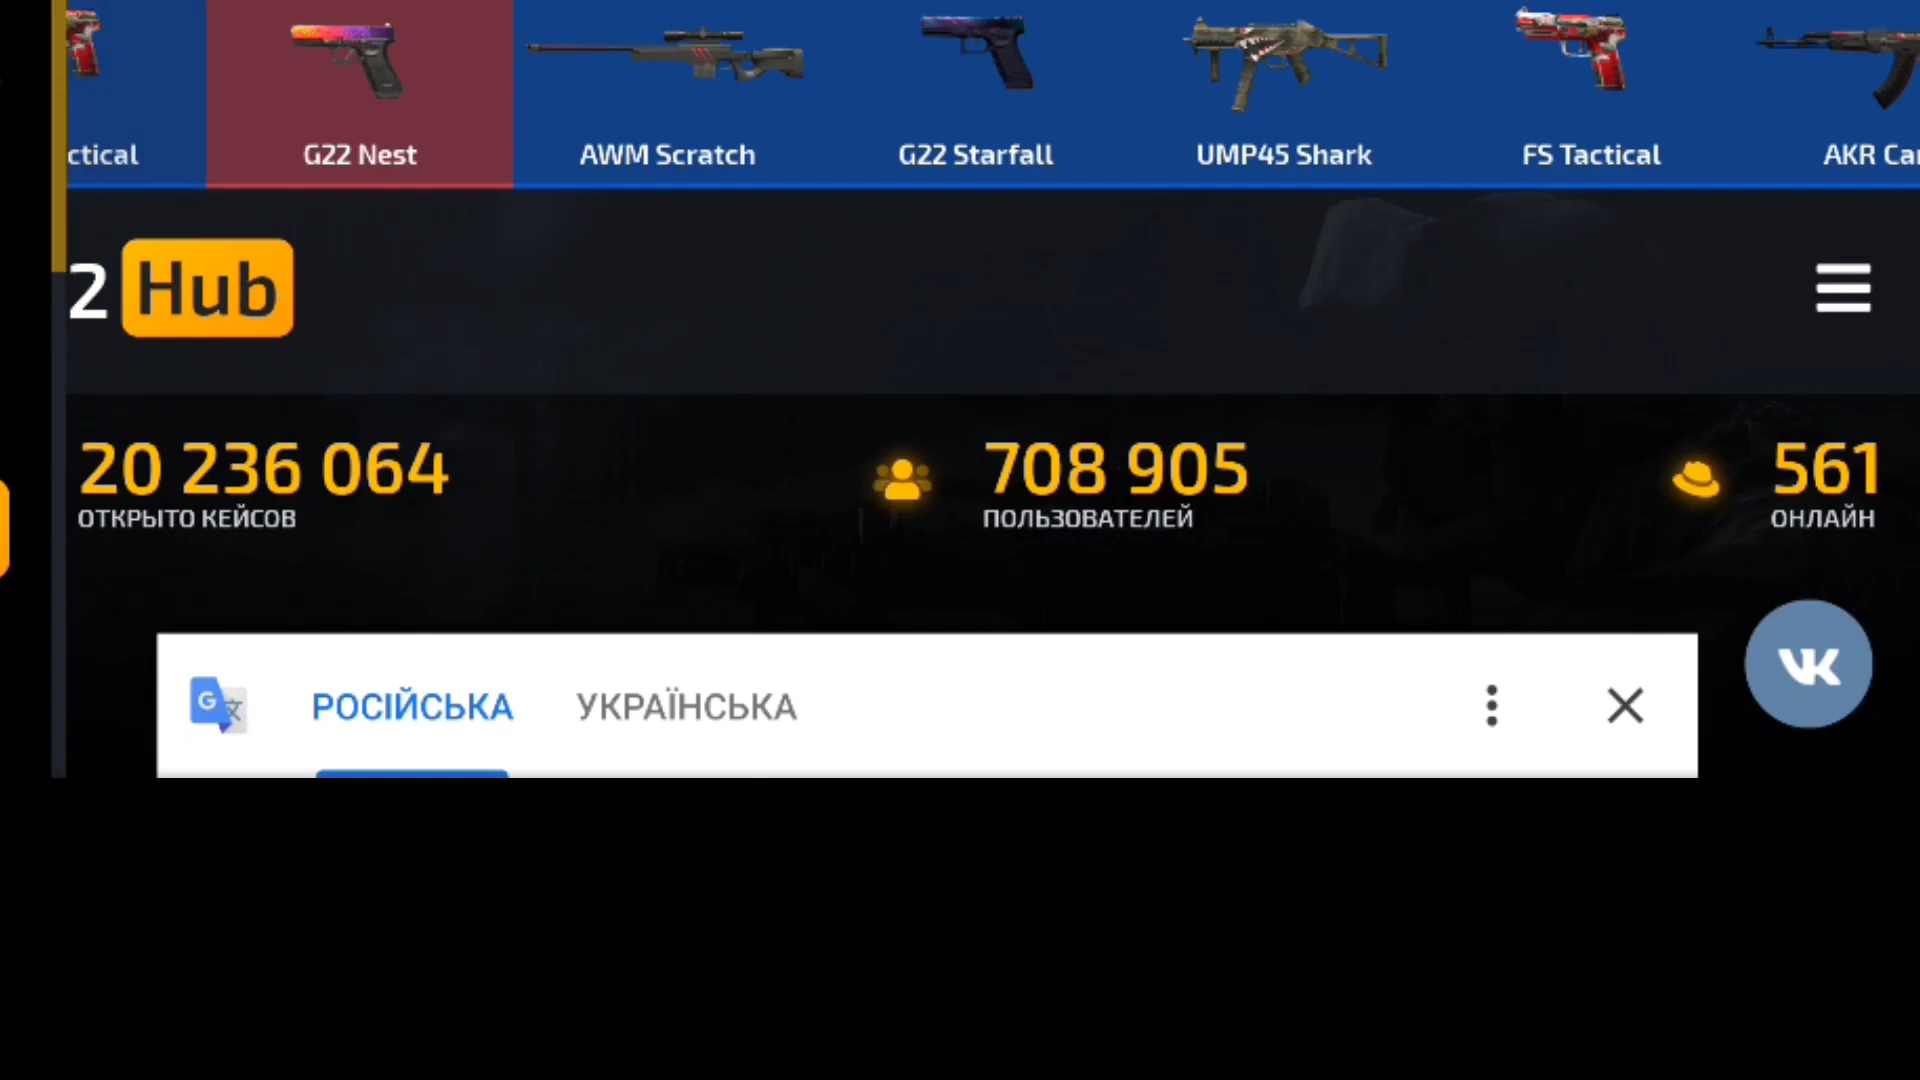 ctical
G22 Nest
AWM Scratch
G22 Starfall
UMP45 Shark
FS Tactical
AKR Car
2 Hub
20 236 064
ОТКРЫТО КЕЙСОВ
708 905
ПОЛЬЗОВАТЕЛЕЙ
561
ОНЛАЙН
РОСІЙСЬКА
УКРАЇНСЬКА